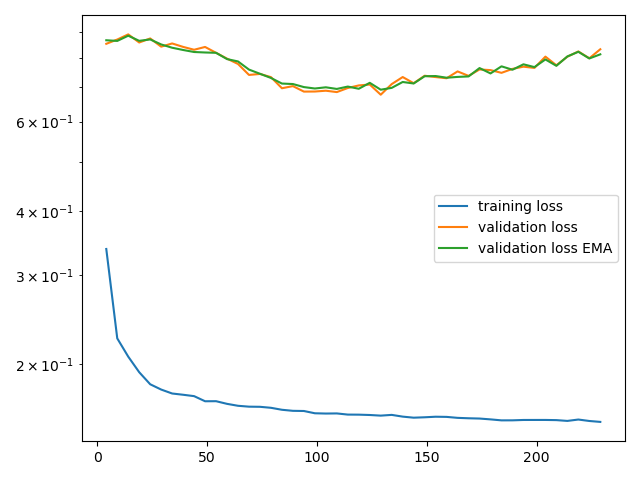 6 × 10⁻¹
4 × 10⁻¹
3 × 10⁻¹
2 × 10⁻¹
training loss
validation loss
validation loss EMA
0 50 100 150 200